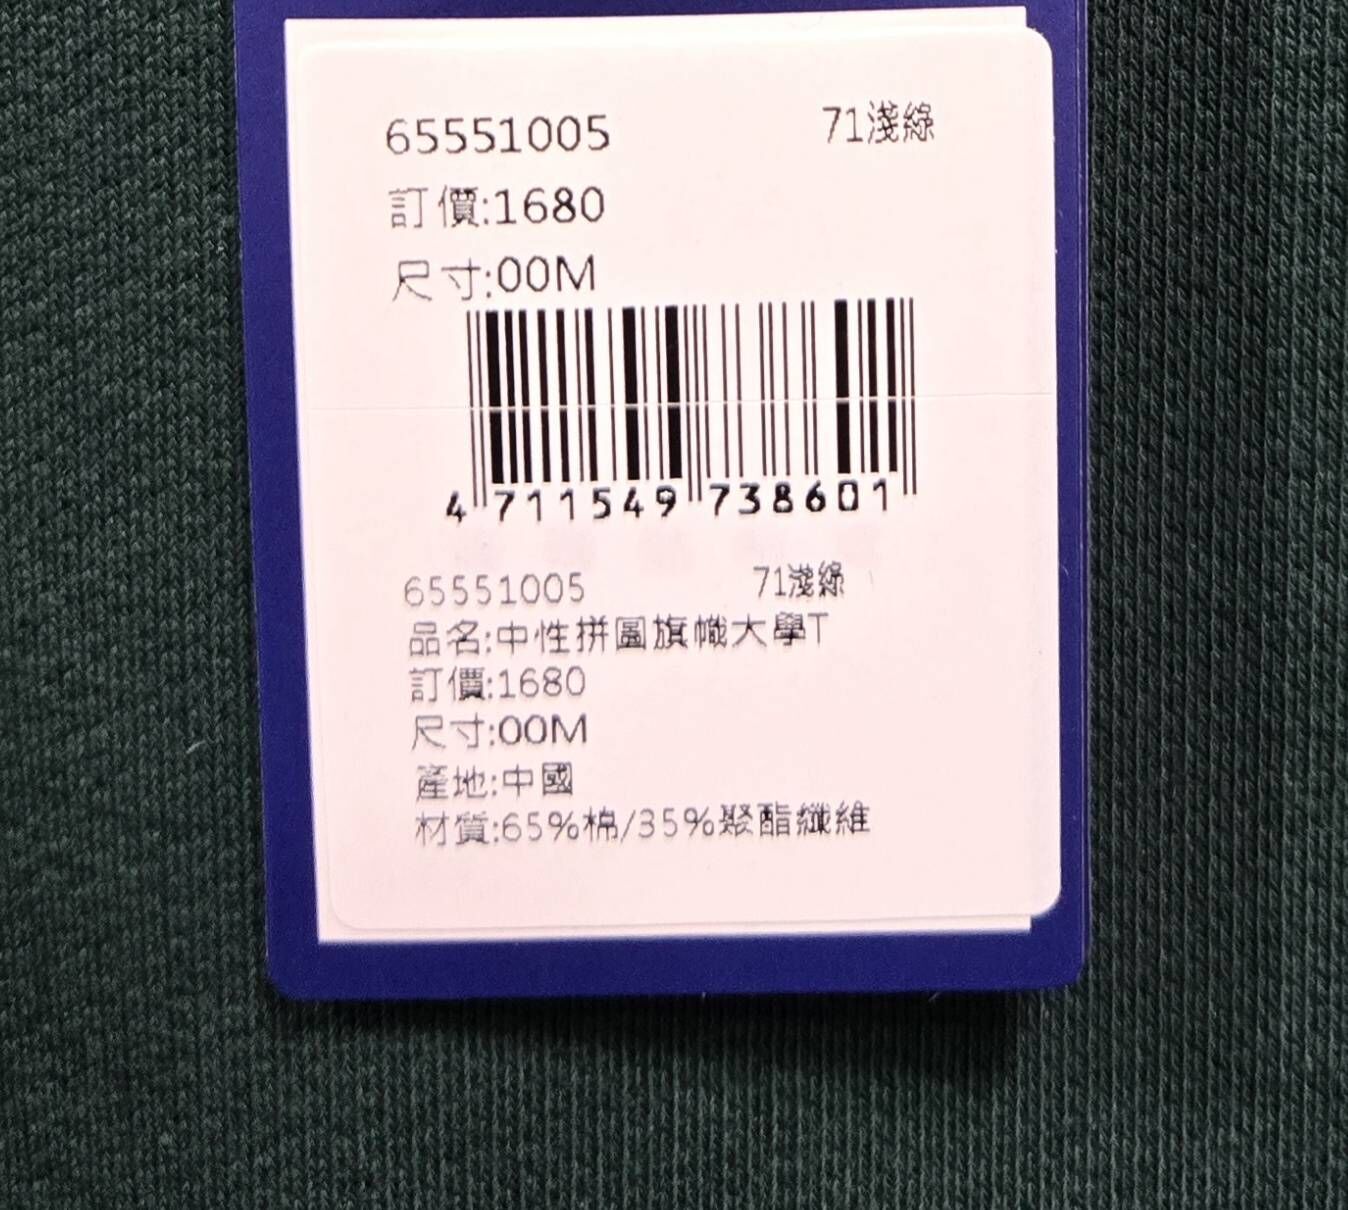 65551005 71淺綠
訂價:1680
尺寸:00M
4 711549 738601
65551005 71淺綠
品名:中性拼圖旗幟大學T
訂價:1680
尺寸:00M
產地:中國
材質:65%棉/35%聚酯纖維